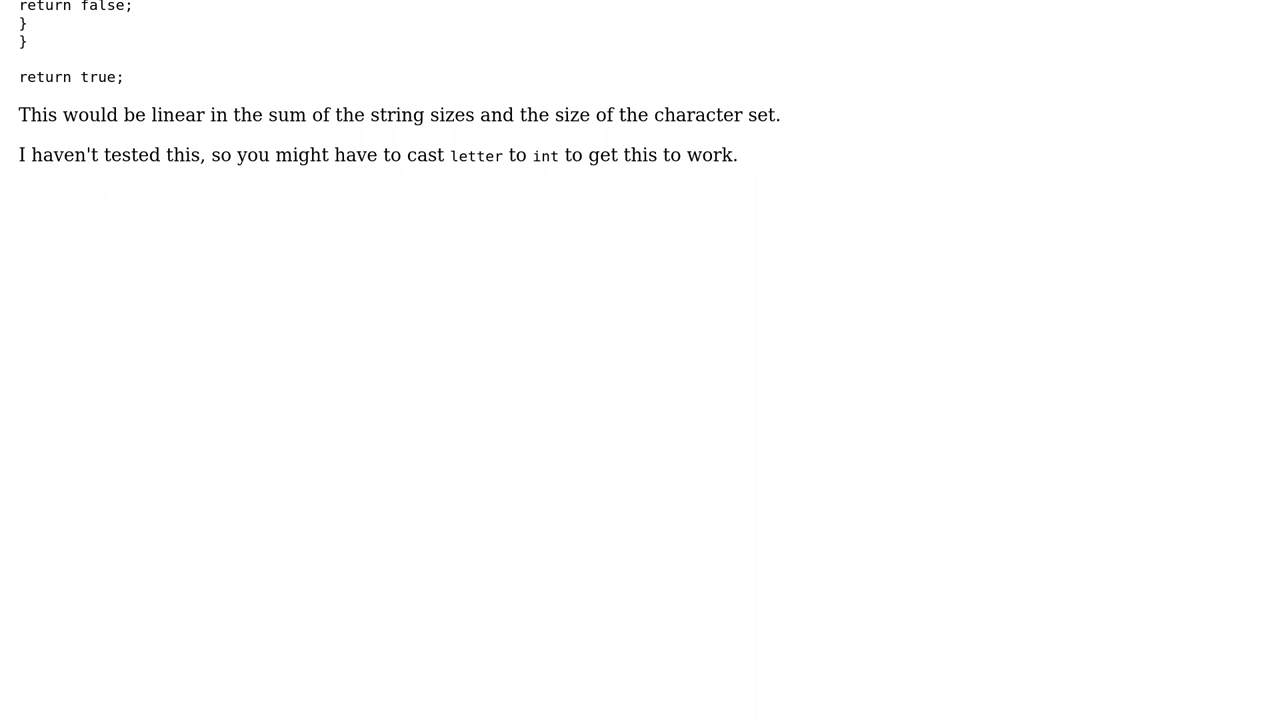 return false;
}
}
return true;
This would be linear in the sum of the string sizes and the size of the character set.
I haven't tested this, so you might have to cast letter to int to get this to work.